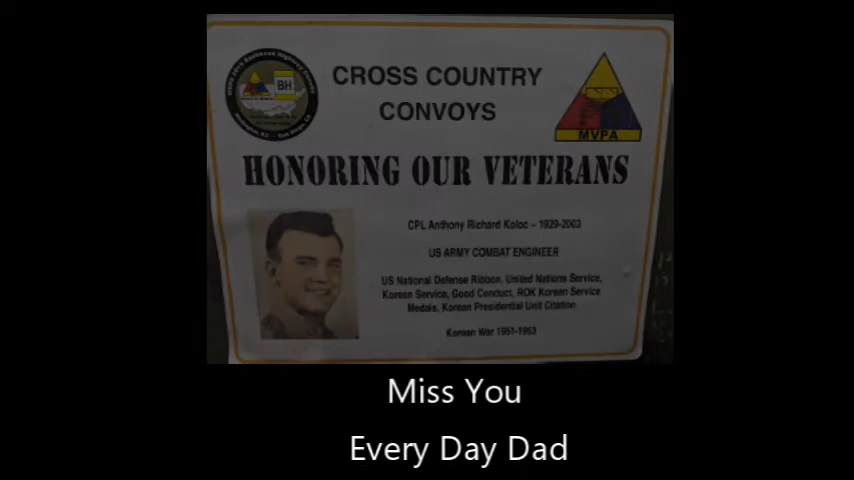 CROSS COUNTRY
CONVOYS
BH
MVPA
HONORING OUR VETERANS
CPL Anthony Richard Koloc – 1929-2003
US ARMY COMBAT ENGINEER
US National Defense Ribbon, United Nations Service,
Korean Service, Good Conduct, ROK Korean Service
Medals, Korean Presidential Unit Citation
Korean War 1951-1953
Miss You
Every Day Dad